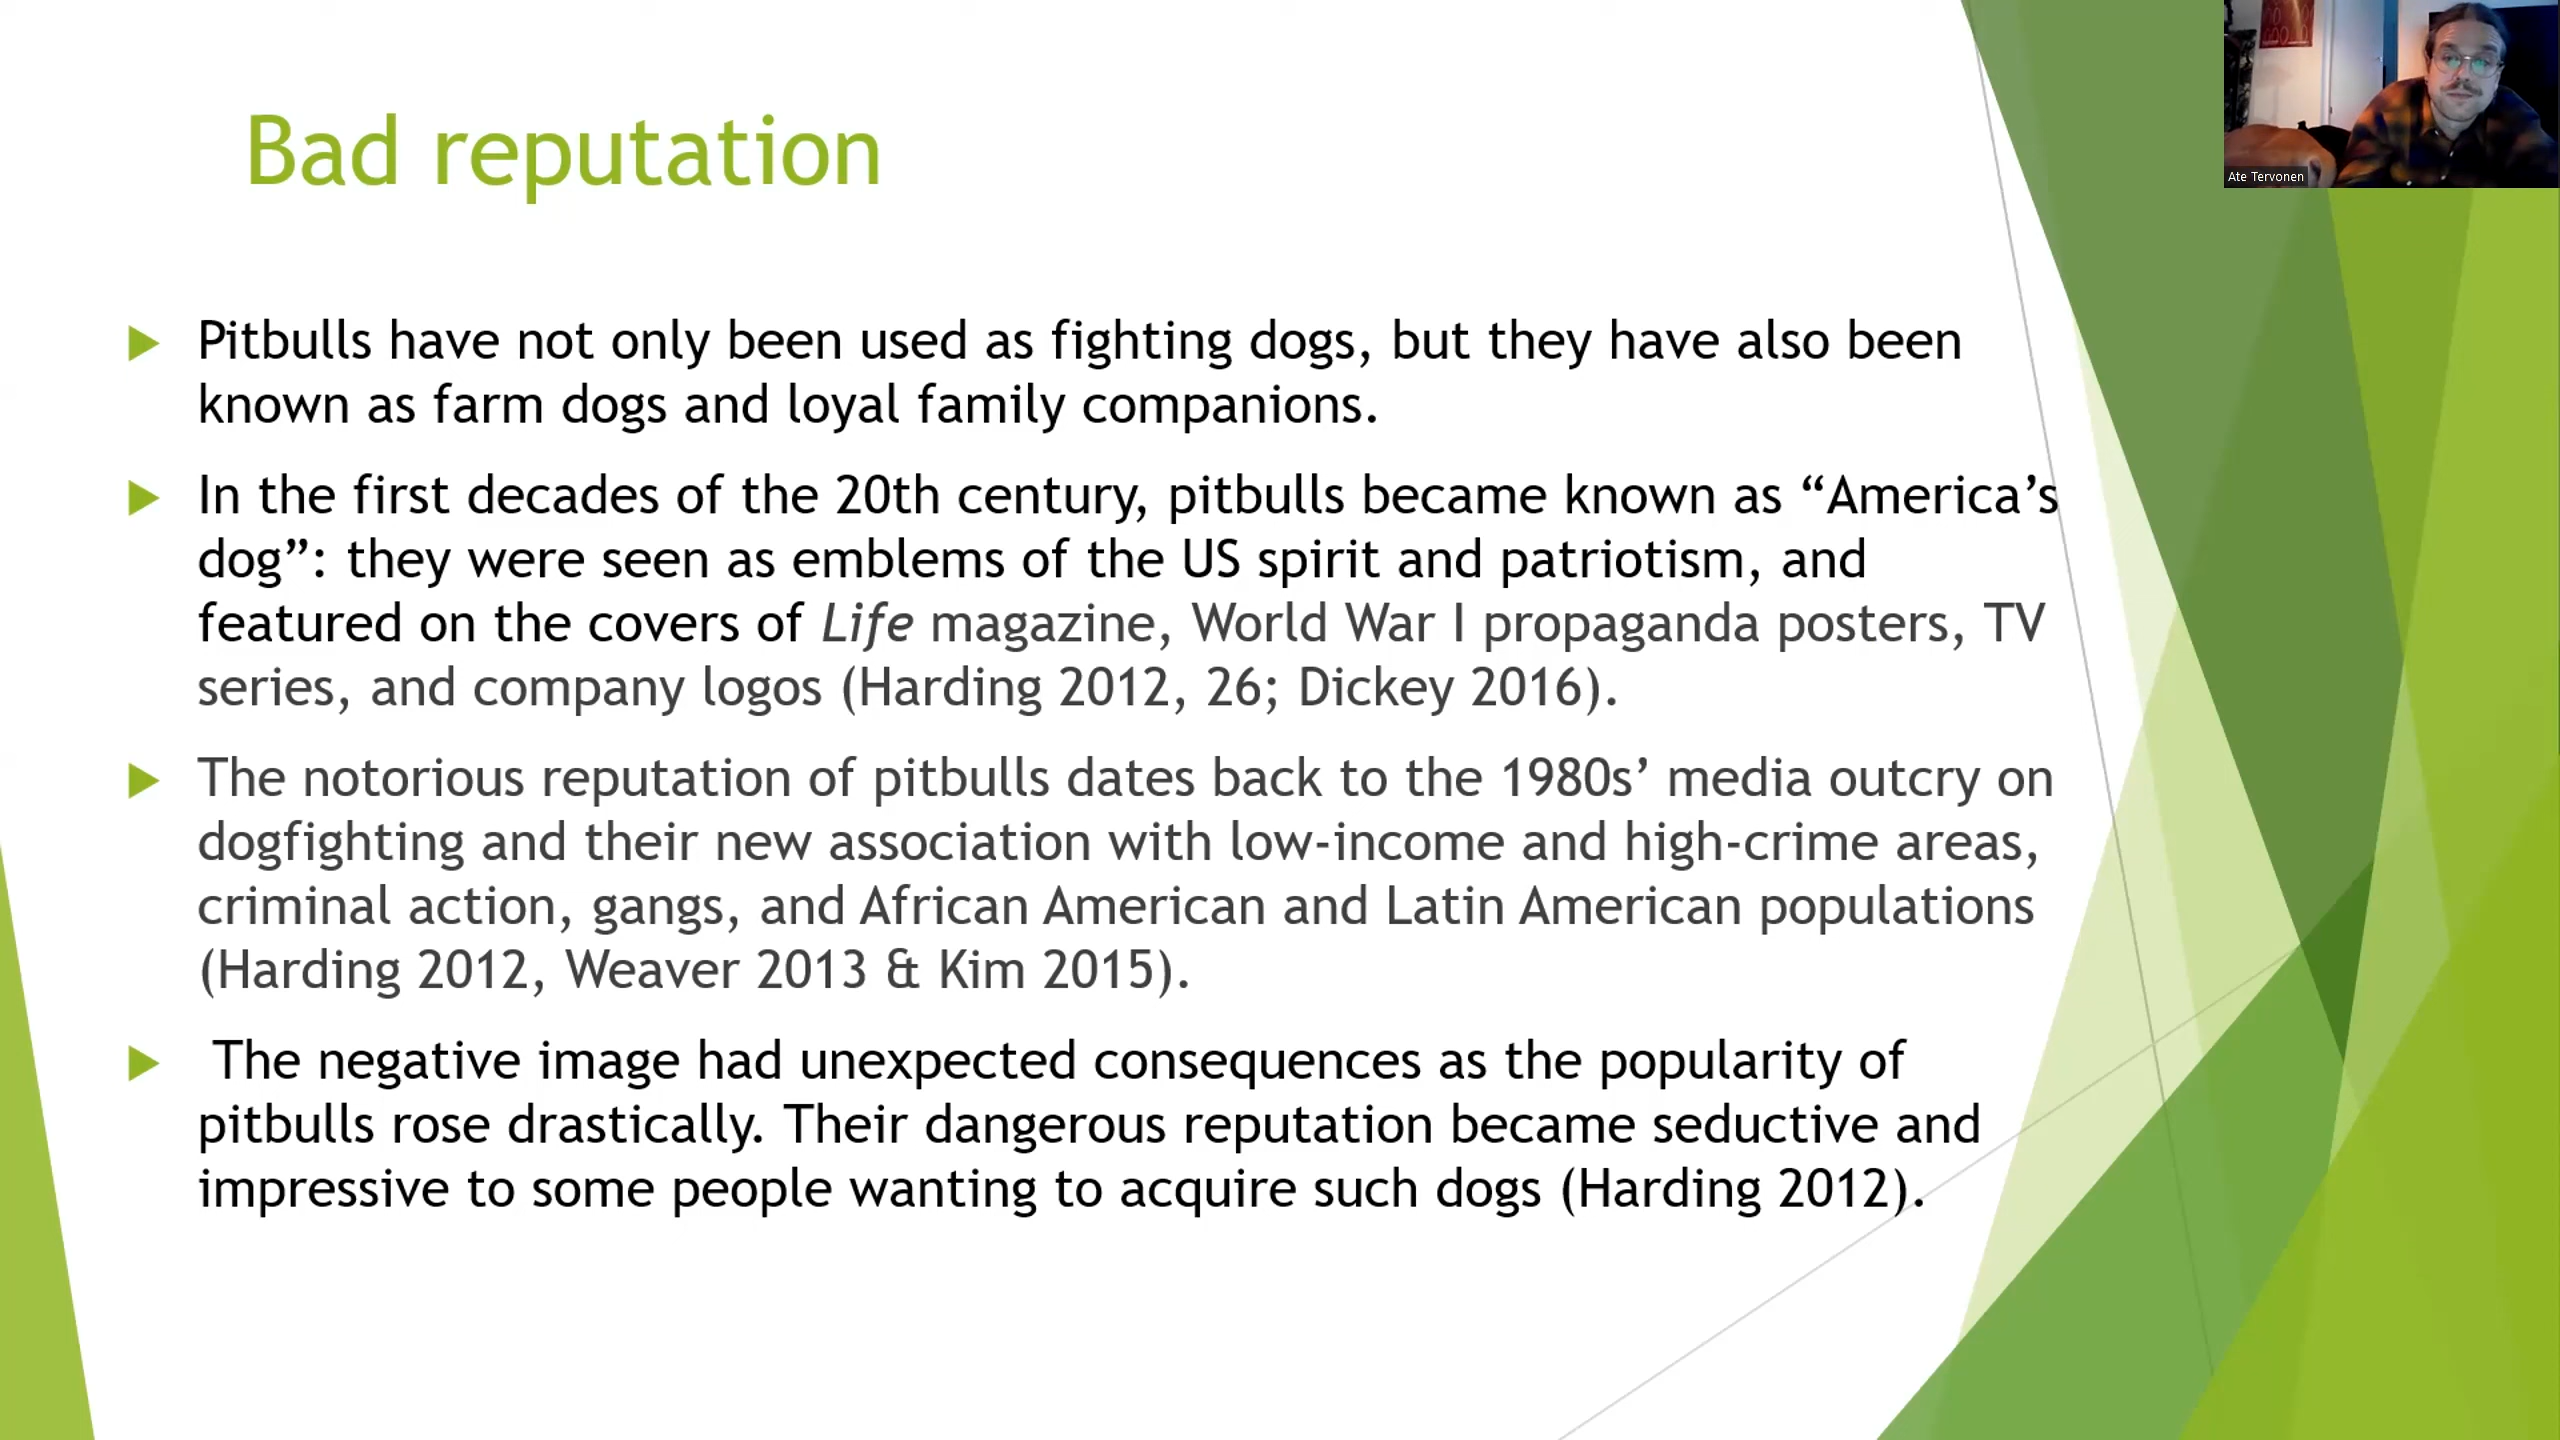 Bad reputation
Ate Tervonen
Pitbulls have not only been used as fighting dogs, but they have also been
known as farm dogs and loyal family companions.
In the first decades of the 20th century, pitbulls became known as “America’s
dog”: they were seen as emblems of the US spirit and patriotism, and
featured on the covers of Life magazine, World War I propaganda posters, TV
series, and company logos (Harding 2012, 26; Dickey 2016).
The notorious reputation of pitbulls dates back to the 1980s’ media outcry on
dogfighting and their new association with low-income and high-crime areas,
criminal action, gangs, and African American and Latin American populations
(Harding 2012, Weaver 2013 & Kim 2015).
The negative image had unexpected consequences as the popularity of
pitbulls rose drastically. Their dangerous reputation became seductive and
impressive to some people wanting to acquire such dogs (Harding 2012).